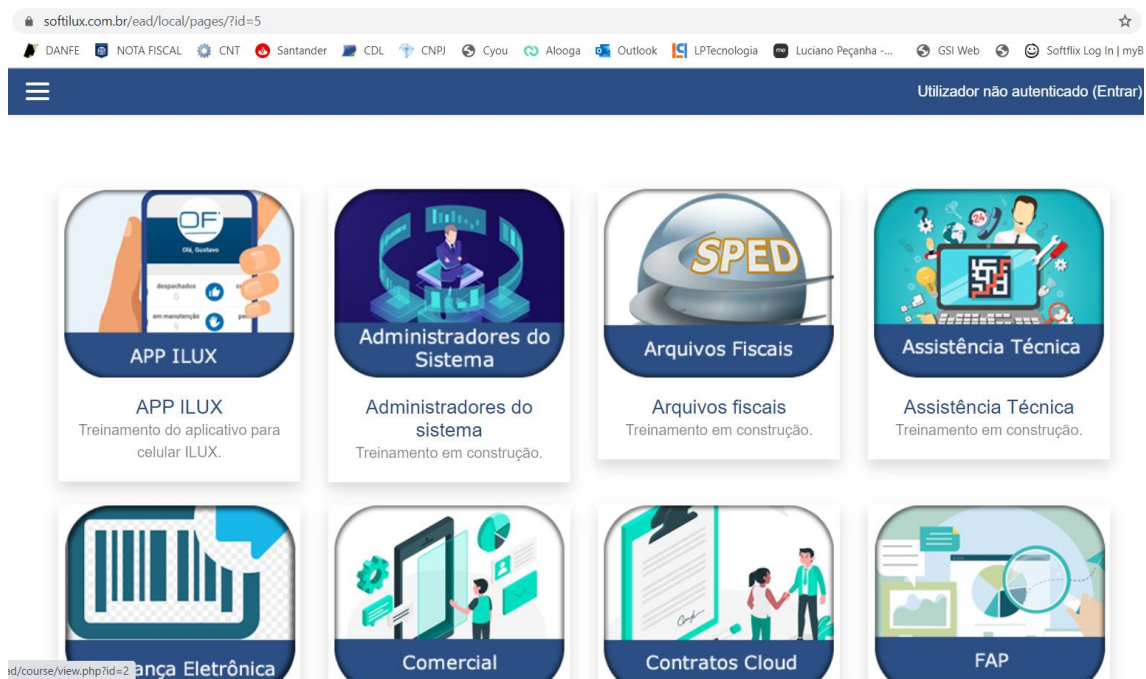 softilux.com.br/ead/local/pages/?id=5
DANFE NOTA FISCAL CNT Santander CDL CNPJ Cyou Alooga Outlook LPTecnologia Luciano Peçanha -... GSI Web Softflix Log In | myB
Utilizador não autenticado (Entrar)
OF
Olá, Gustavo
despachados
0
em manutenção
9
APP ILUX
Administradores do
Sistema
SPED
Arquivos Fiscais
24
Assistência Técnica
APP ILUX
Treinamento do aplicativo para
celular ILUX.
Administradores do
sistema
Treinamento em construção.
Arquivos fiscais
Treinamento em construção.
Assistência Técnica
Treinamento em construção.
ança Eletrônica
Comercial
Contratos Cloud
FAP
ad/course/view.php?id=2